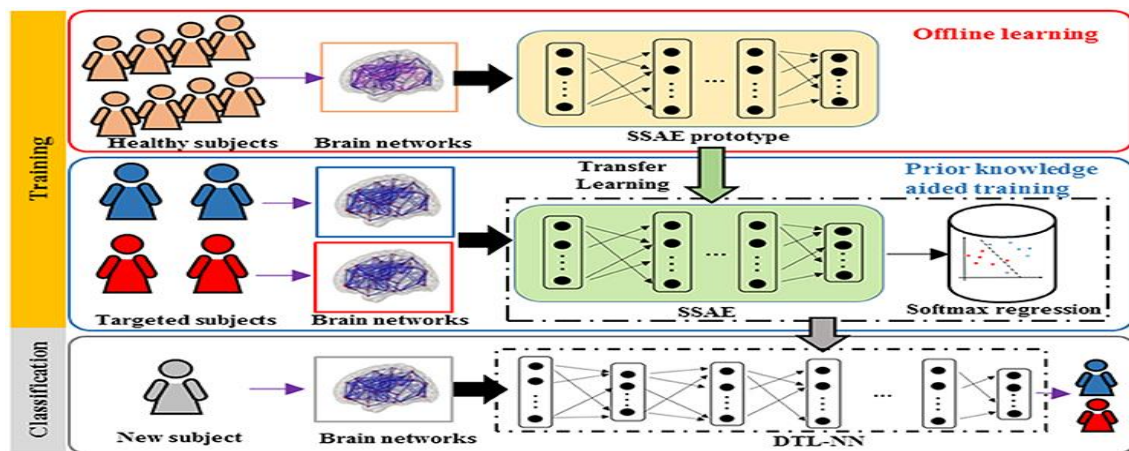 Training
Classification
Offline learning
Healthy subjects
Brain networks
SSAE prototype
Transfer
Learning
Prior knowledge
aided training
Targeted subjects
Brain networks
SSAE
Softmax regression
New subject
Brain networks
DTL-NN